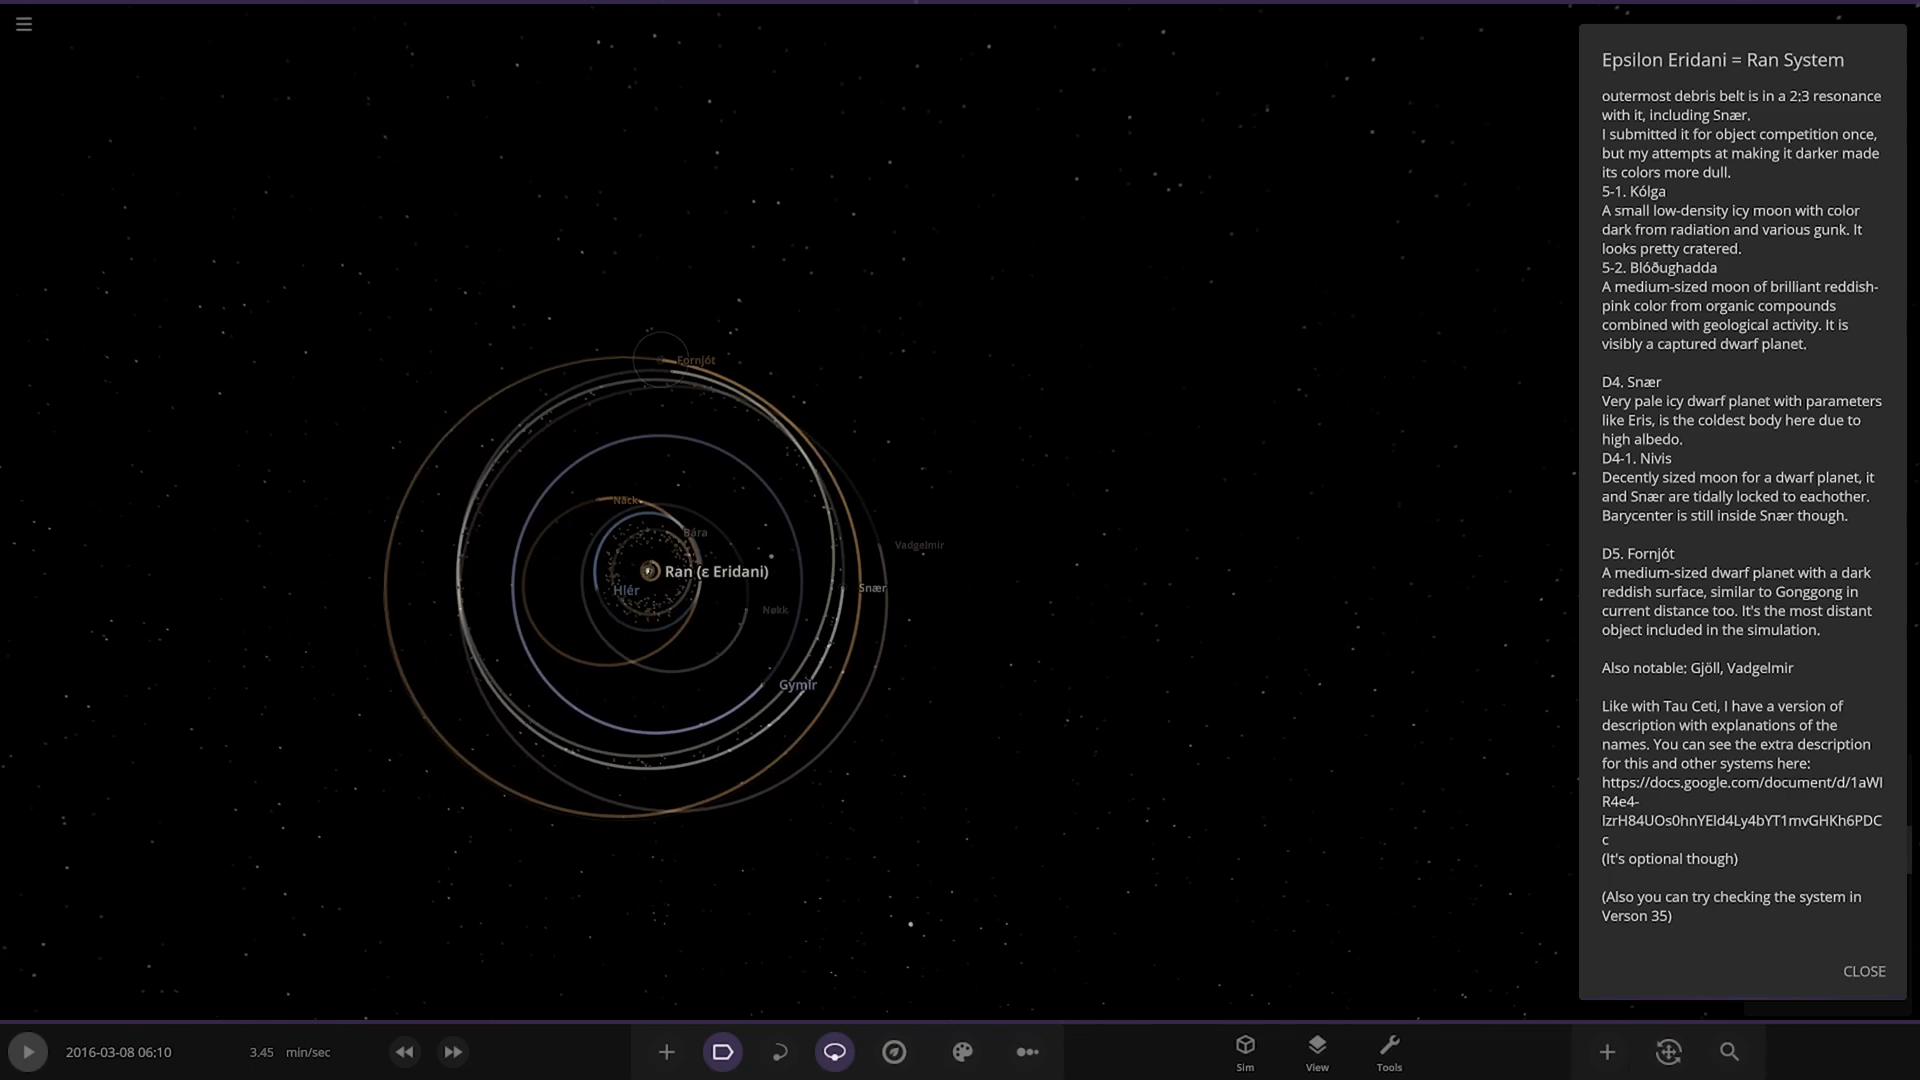 Epsilon Eridani = Ran System
outermost debris belt is in a 2:3 resonance
with it, including Snær.
I submitted it for object competition once,
but my attempts at making it darker made
its colors more dull.
5-1. Kólga
A small low-density icy moon with color
dark from radiation and various gunk. It
looks pretty cratered.
5-2. Blóðughadda
A medium-sized moon of brilliant reddish-
pink color from organic compounds
combined with geological activity. It is
visibly a captured dwarf planet.
D4. Snær
Very pale icy dwarf planet with parameters
like Eris, is the coldest body here due to
high albedo.
D4-1. Nivis
Decently sized moon for a dwarf planet, it
and Snær are tidally locked to eachother.
Barycenter is still inside Snær though.
D5. Fornjót
A medium-sized dwarf planet with a dark
reddish surface, similar to Gonggong in
current distance too. It's the most distant
object included in the simulation.
Also notable: Gjöll, Vadgelmir
Like with Tau Ceti, I have a version of
description with explanations of the
names. You can see the extra description
for this and other systems here:
https://docs.google.com/document/d/1aWI
R4e4-
lzrH84UOs0hnYEld4Ly4bYT1mvGHKh6PDC
c
(It's optional though)
(Also you can try checking the system in
Verson 35)
CLOSE
Fornjót
Näck
Bára
Vadgelmir
Ran (ε Eridani)
Hlér
Snær
Nøkk
Gymir
2016-03-08 06:10
3.45 min/sec
Sim
View
Tools